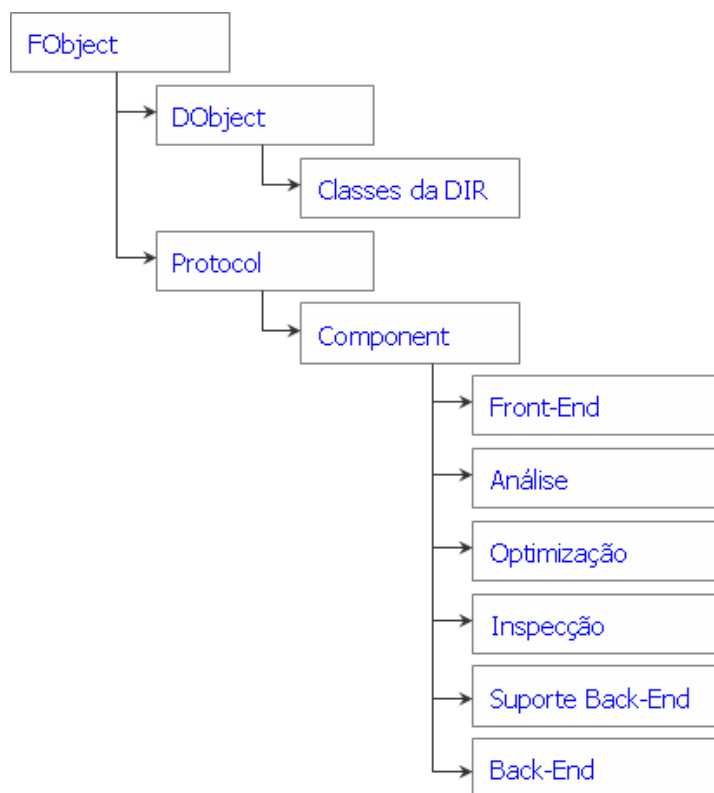 FObject
DObject
Classes da DIR
Protocol
Component
Front-End
Análise
Optimização
Inspecção
Suporte Back-End
Back-End